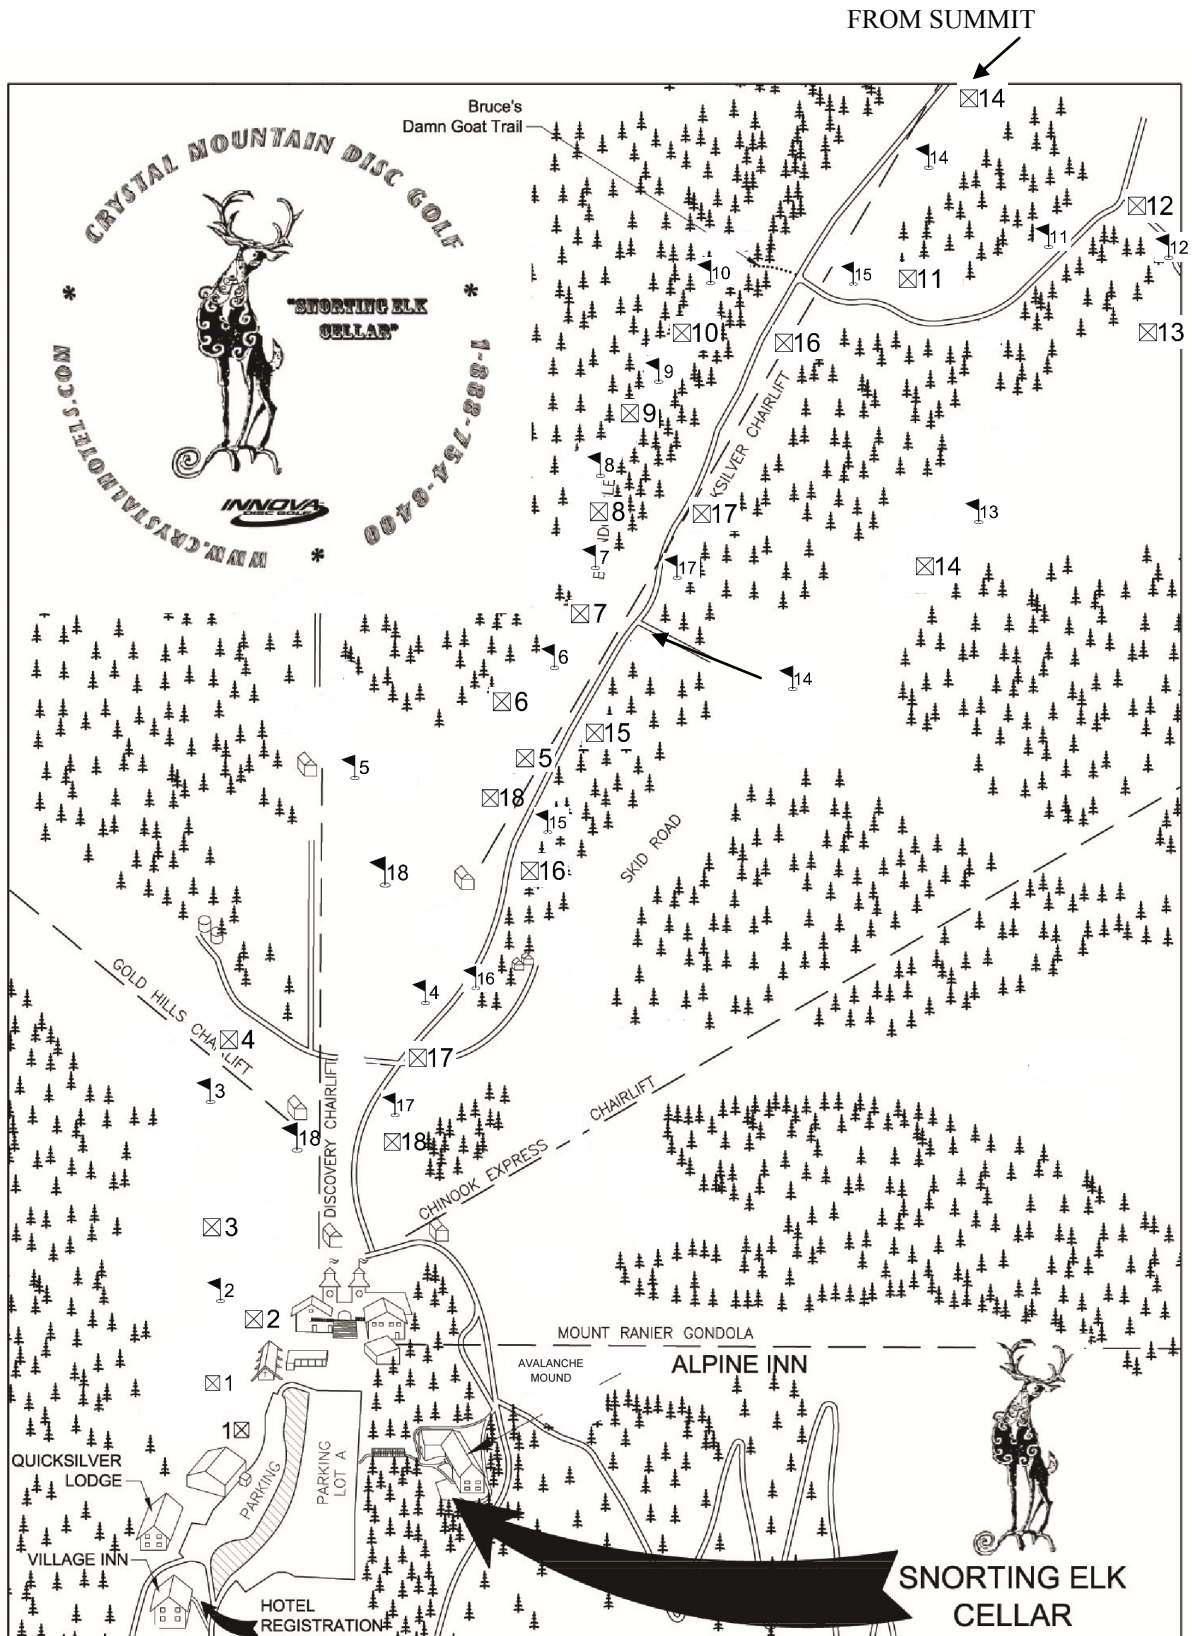 FROM SUMMIT
14
Bruce's
Damn Goat Trail
CRYSTAL MOUNTAIN DISC GOLF
14
12
11
12
10
15
11
*
"SNORTING ELK
CELLAR"
*
10
16
13
9
1-888-754-6400
WWW.CRYSTALHOTELS.COM
9
KSILVER CHAIRLIFT
8
INNOVA
DISC GOLF
8
17
13
*
7
17
14
7
6
14
6
15
5
5
18
15
SKID ROAD
18
16
GOLD HILLS CHAIRLIFT
16
4
4
17
3
DISCOVERY CHAIRLIFT
17
18
18
CHINOOK EXPRESS CHAIRLIFT
3
2
2
MOUNT RANIER GONDOLA
AVALANCHE
MOUND
ALPINE INN
1
1
QUICKSILVER
LODGE
PARKING
PARKING
LOT A
VILLAGE INN
HOTEL
REGISTRATION
SNORTING ELK
CELLAR